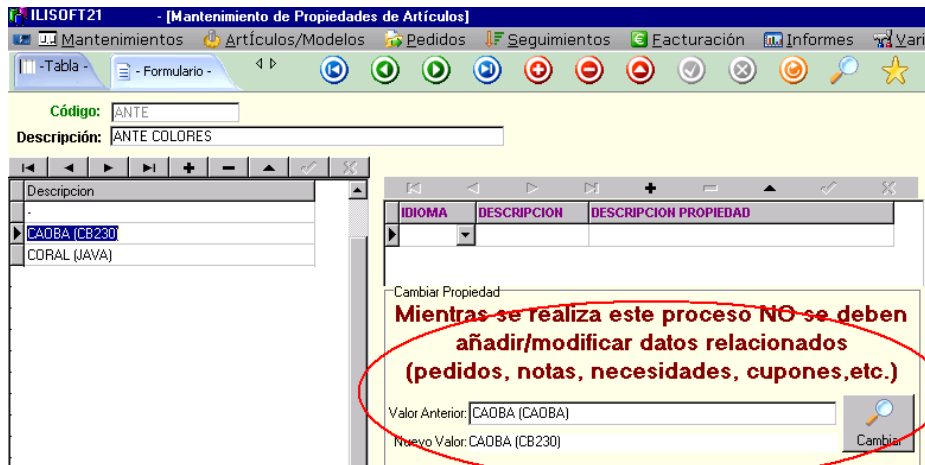 ILISOFT21 - [Mantenimiento de Propiedades de Artículos]
Mantenimientos Artículos/Modelos Pedidos Seguimientos Eacturación Informes Vari
-Tabla - - Formulario -
Código: ANTE
Descripción: ANTE COLORES
Descripcion
-
CAOBA (CB230)
CORAL (JAVA)
IDIOMA DESCRIPCION DESCRIPCION PROPIEDAD
Cambiar Propiedad
Mientras se realiza este proceso NO se deben
añadir/modificar datos relacionados
(pedidos, notas, necesidades, cupones,etc.)
Valor Anterior: CAOBA (CAOBA)
Nuevo Valor: CAOBA (CB230)
Cambiar